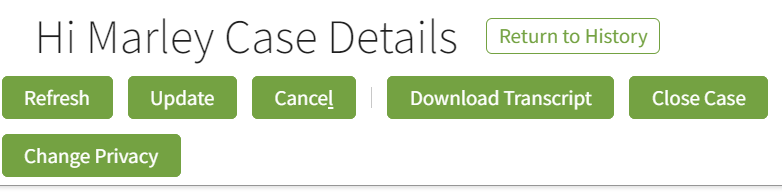 Hi Marley Case Details Return to History
Refresh Update Cancel Download Transcript Close Case
Change Privacy